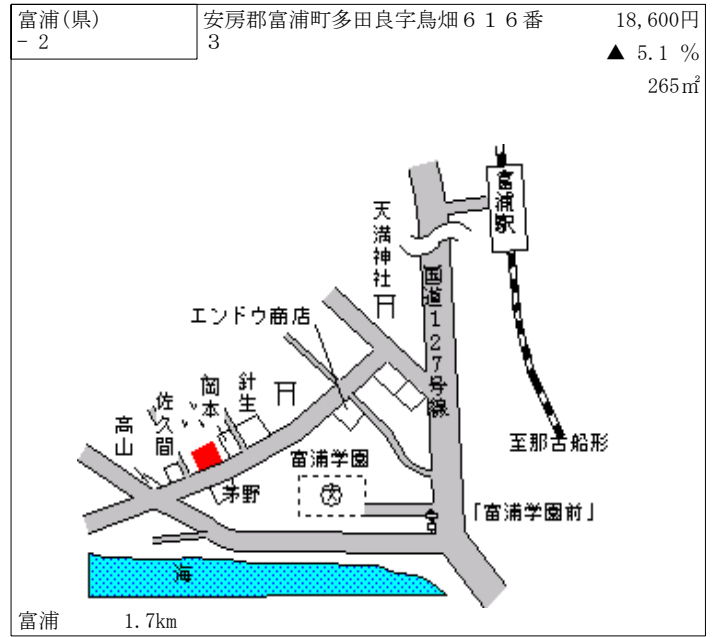 富浦(県)
- 2
安房郡富浦町多田良字鳥畑616番
3
18,600円
▲ 5.1 %
265㎡
富浦駅
天満神社
国道127号線
エンドウ商店
針生
岡本
佐久間
高山
茅野
富浦学園
至那古船形
「富浦学園前」
海
富浦 1.7km